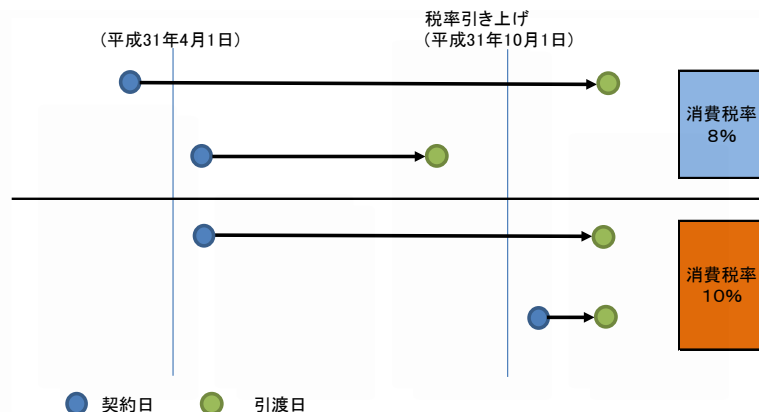 税率引き上げ
(平成31年4月1日)
(平成31年10月1日)
消費税率
8%
消費税率
10%
契約日
引渡日